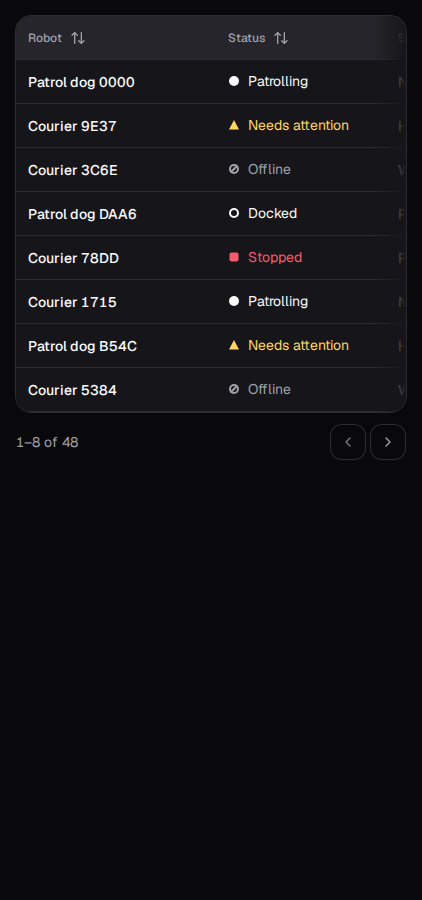 Robot Status
Patrol dog 0000 Patrolling
Courier 9E37 Needs attention
Courier 3C6E Offline
Patrol dog DAA6 Docked
Courier 78DD Stopped
Courier 1715 Patrolling
Patrol dog B54C Needs attention
Courier 5384 Offline
1–8 of 48